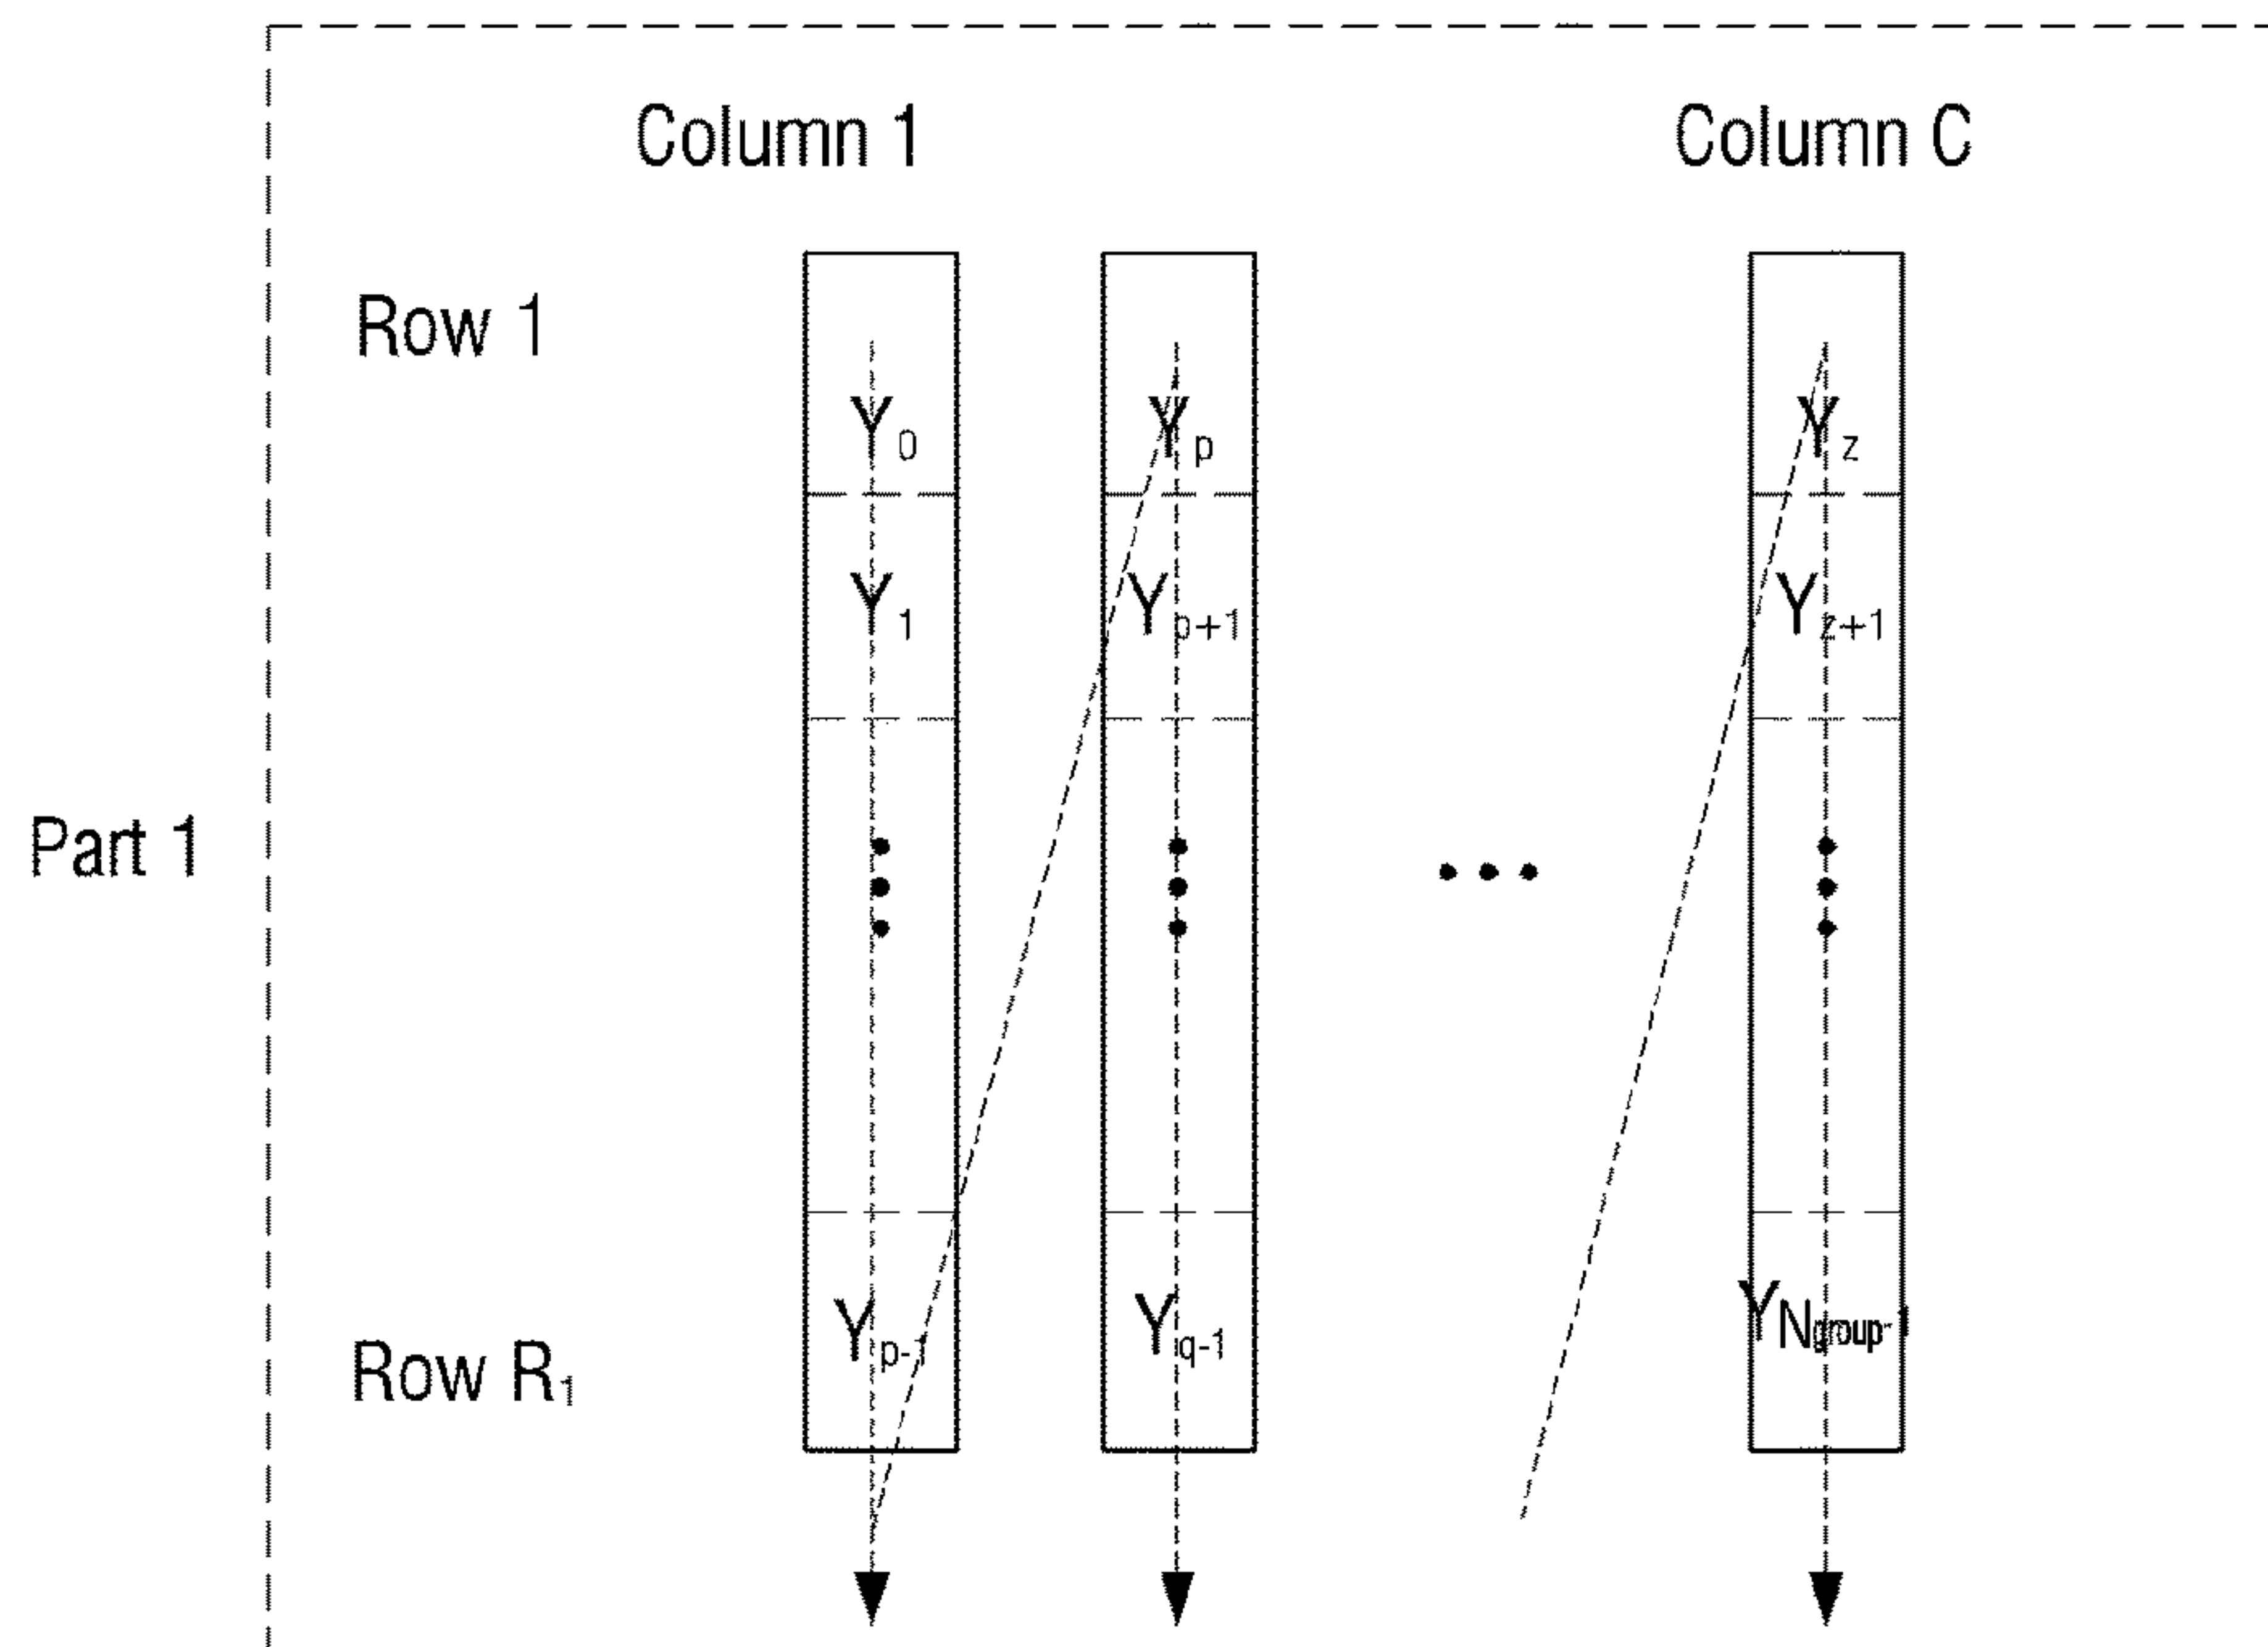 Column 1 Column C
Row 1
Y0 Yp Yz
Y1 Yp+1 Yz+1
Part 1
Yp-1 Yq-1 YNgroup-1
Row R1